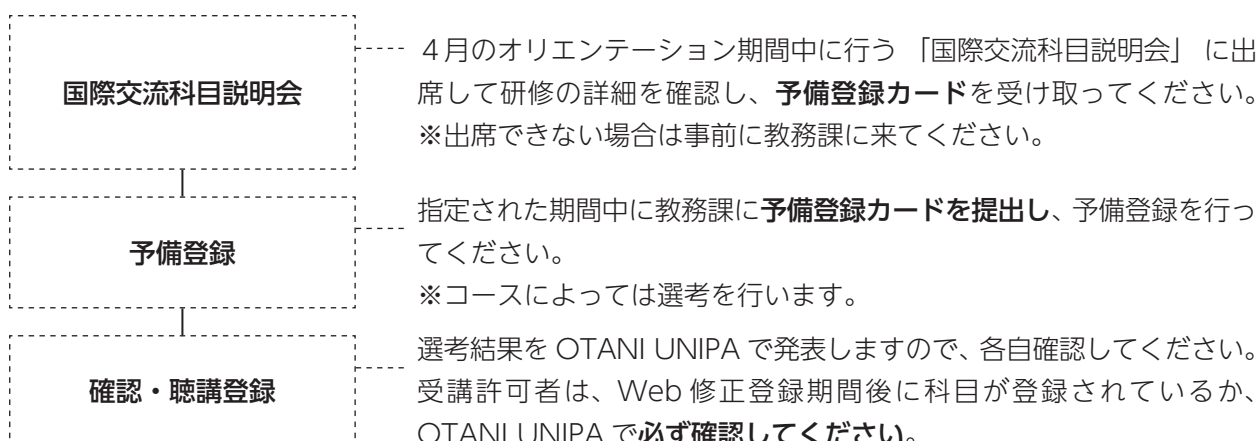 国際交流科目説明会
4月のオリエンテーション期間中に行う 「国際交流科目説明会」 に出
席して研修の詳細を確認し、予備登録カードを受け取ってください。
※出席できない場合は事前に教務課に来てください。
予備登録
指定された期間中に教務課に予備登録カードを提出し、予備登録を行っ
てください。
※コースによっては選考を行います。
確認・聴講登録
選考結果を OTANI UNIPA で発表しますので、各自確認してください。
受講許可者は、Web 修正登録期間後に科目が登録されているか、
OTANI UNIPA で必ず確認してください。